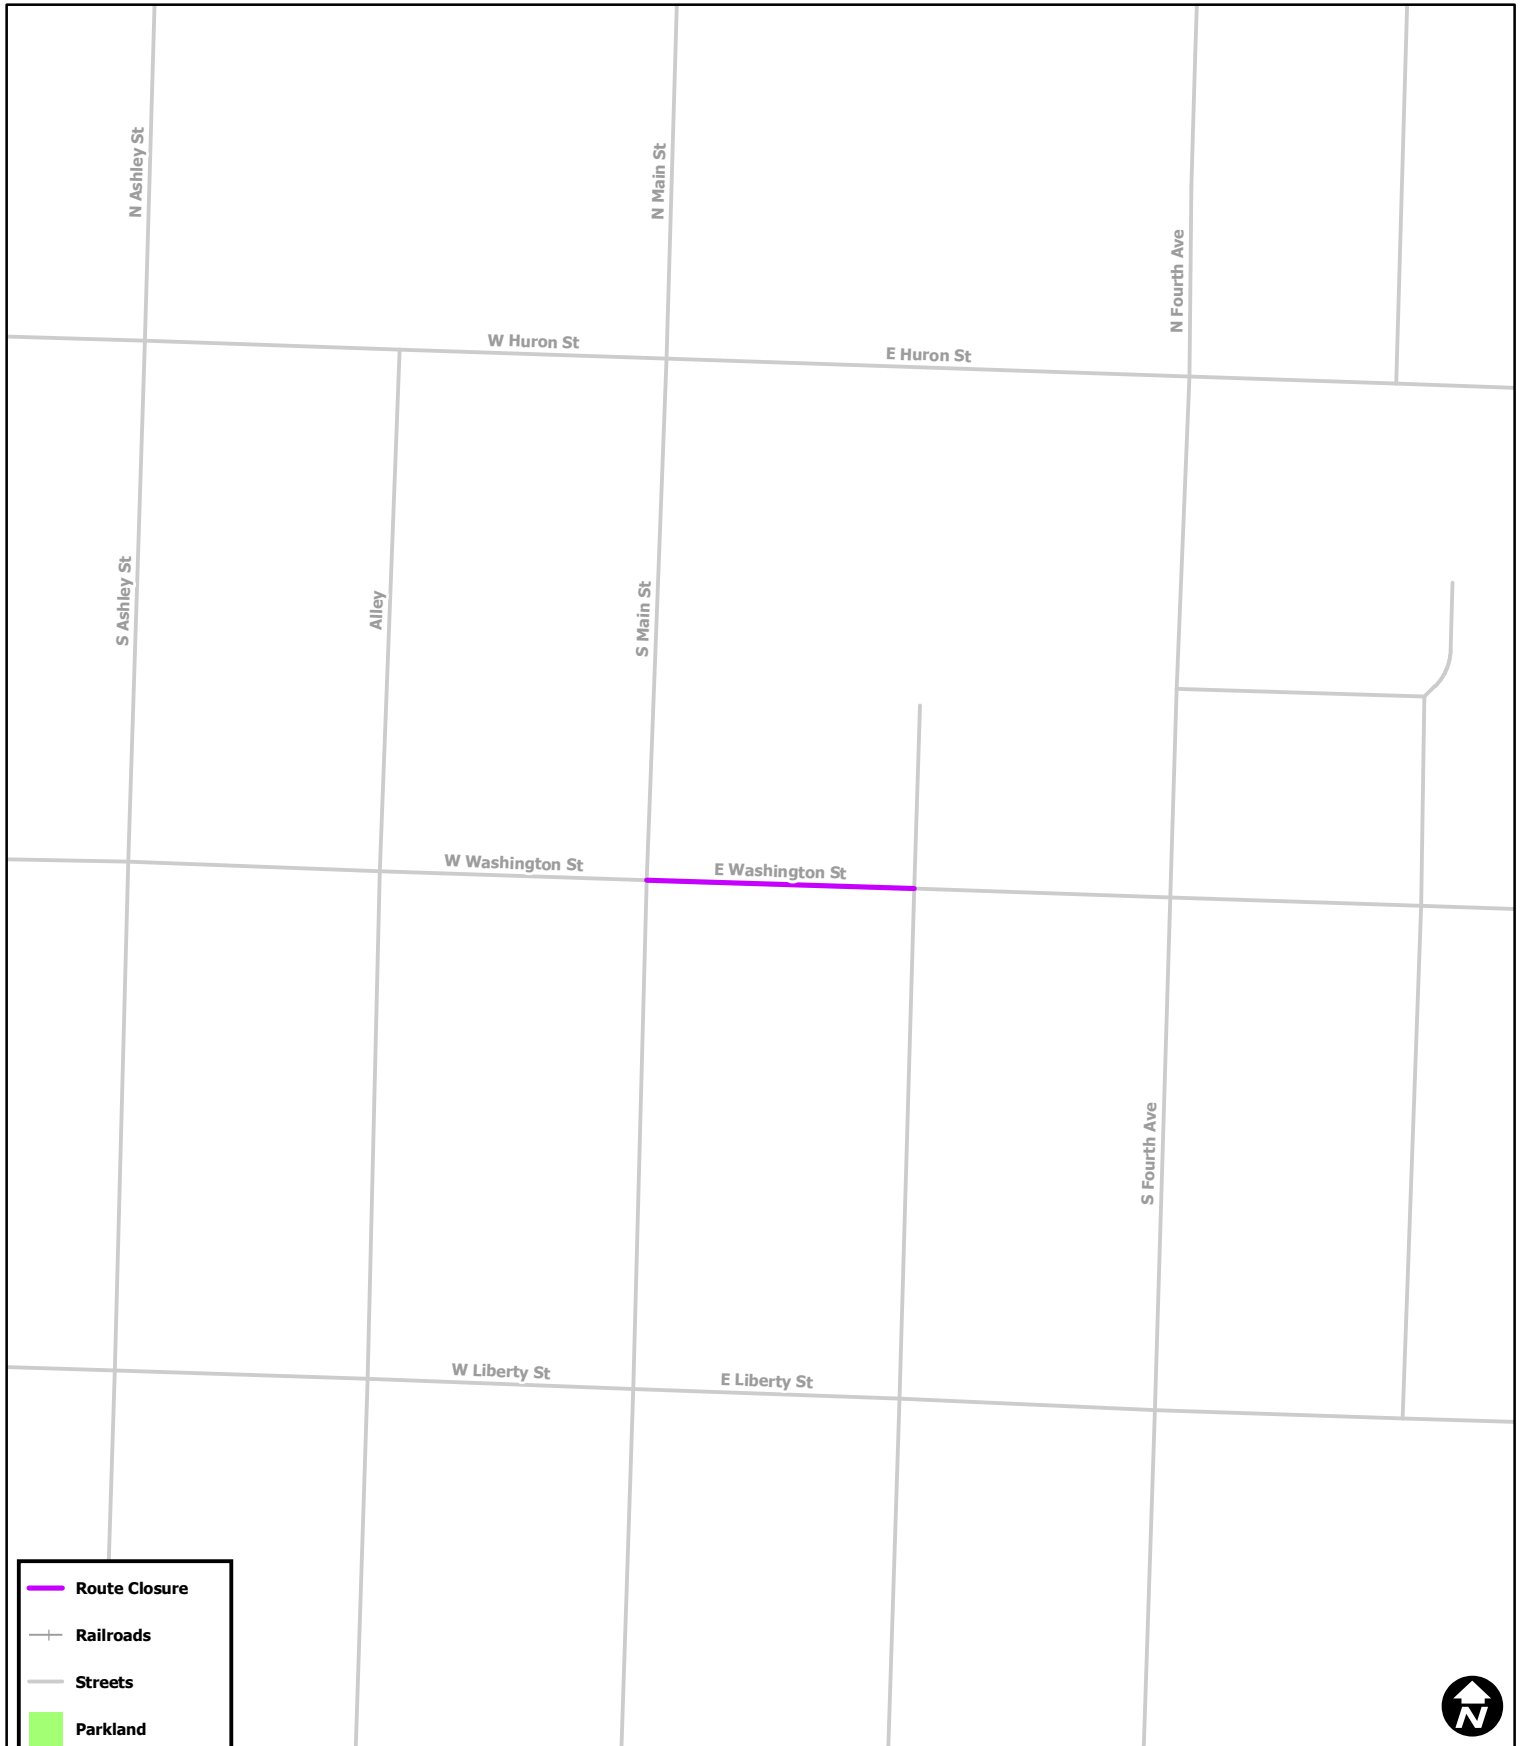 N Ashley St
N Main St
N Fourth Ave
W Huron St
E Huron St
S Ashley St
Alley
S Main St
W Washington St
E Washington St
S Fourth Ave
W Liberty St
E Liberty St
Route Closure
Railroads
Streets
Parkland
N